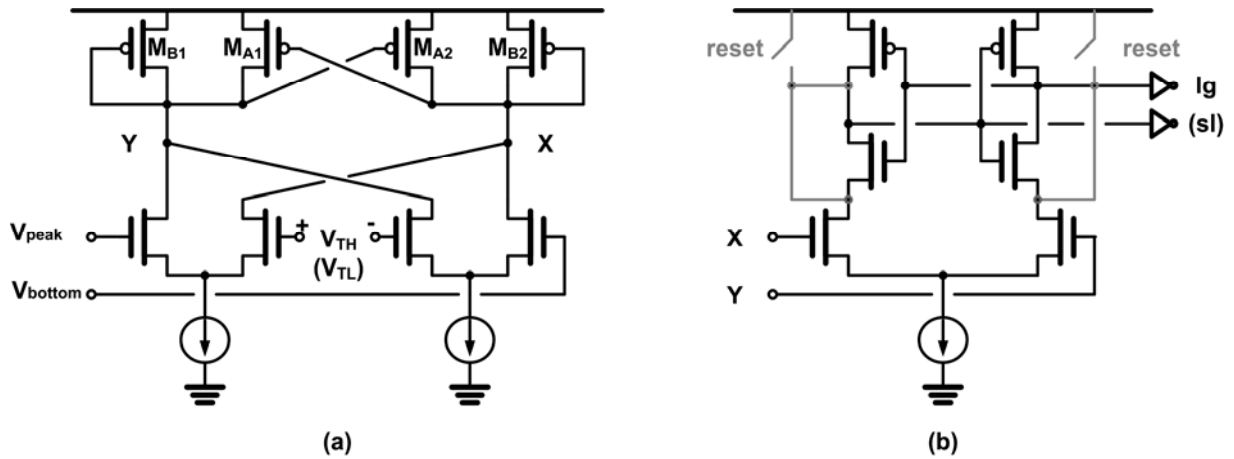 MB1
MA1
MA2
MB2
Y
X
Vpeak
+
VTH
-
(VTL)
Vbottom
(a)
reset
reset
lg
(sl)
X
Y
(b)